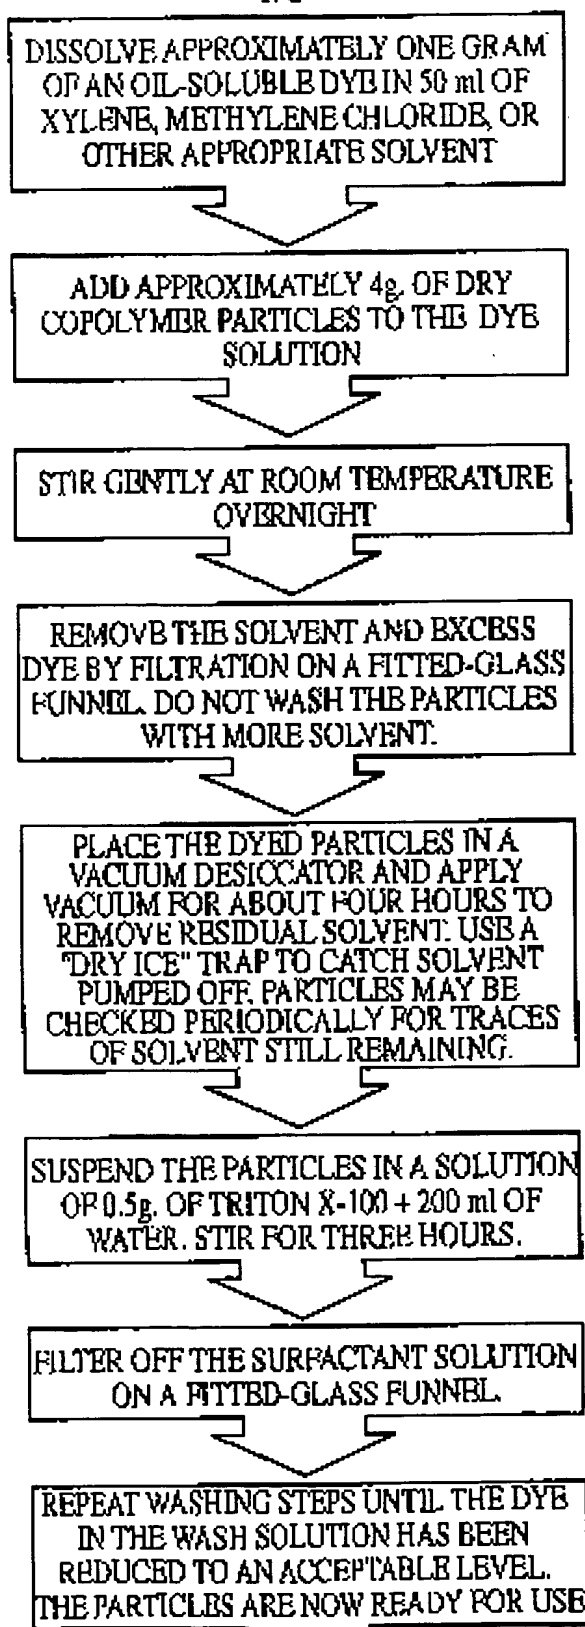 DISSOLVE APPROXIMATELY ONE GRAM
OF AN OIL-SOLUBLE DYE IN 50 ml OF
XYLENE, METHYLENE CHLORIDE, OR
OTHER APPROPRIATE SOLVENT
ADD APPROXIMATELY 4g. OF DRY
COPOLYMER PARTICLES TO THE DYE
SOLUTION
STIR GENTLY AT ROOM TEMPERATURE
OVERNIGHT
REMOVE THE SOLVENT AND EXCESS
DYE BY FILTRATION ON A FITTED-GLASS
FUNNEL. DO NOT WASH THE PARTICLES
WITH MORE SOLVENT.
PLACE THE DYED PARTICLES IN A
VACUUM DESICCATOR AND APPLY
VACUUM FOR ABOUT FOUR HOURS TO
REMOVE RESIDUAL SOLVENT. USE A
"DRY ICE" TRAP TO CATCH SOLVENT
PUMPED OFF. PARTICLES MAY BE
CHECKED PERIODICALLY FOR TRACES
OF SOLVENT STILL REMAINING.
SUSPEND THE PARTICLES IN A SOLUTION
OF 0.5g. OF TRITON X-100 + 200 ml OF
WATER. STIR FOR THREE HOURS.
FILTER OFF THE SURFACTANT SOLUTION
ON A FITTED-GLASS FUNNEL.
REPEAT WASHING STEPS UNTIL THE DYE
IN THE WASH SOLUTION HAS BEEN
REDUCED TO AN ACCEPTABLE LEVEL.
THE PARTICLES ARE NOW READY FOR USE